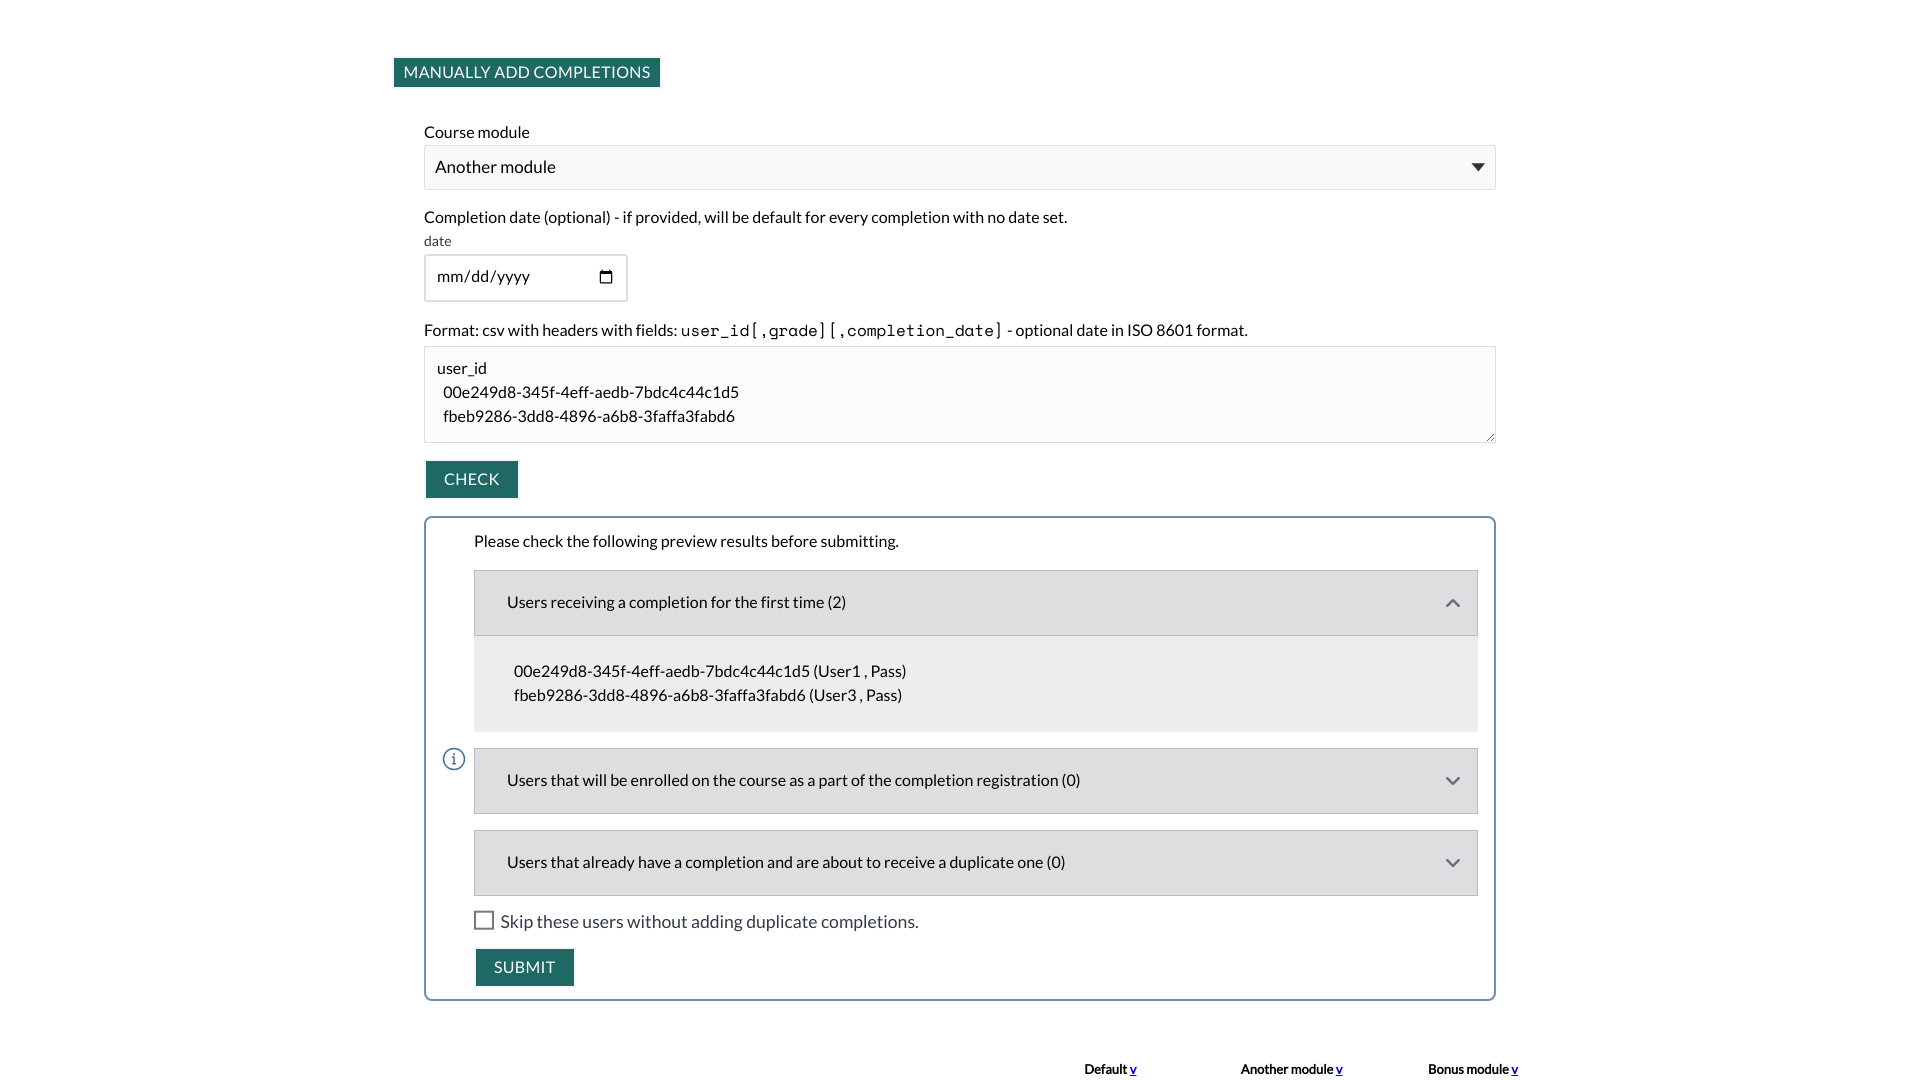 MANUALLY ADD COMPLETIONS
Course module
Another module
Completion date (optional) - if provided, will be default for every completion with no date set.
date
mm/dd/yyyy
Format: csv with headers with fields: user_id[,grade][,completion_date] - optional date in ISO 8601 format.
user_id
00e249d8-345f-4eff-aedb-7bdc4c44c1d5
fbeb9286-3dd8-4896-a6b8-3faffa3fabd6
CHECK
Please check the following preview results before submitting.
Users receiving a completion for the first time (2)
00e249d8-345f-4eff-aedb-7bdc4c44c1d5 (User1 , Pass)
fbeb9286-3dd8-4896-a6b8-3faffa3fabd6 (User3 , Pass)
Users that will be enrolled on the course as a part of the completion registration (0)
Users that already have a completion and are about to receive a duplicate one (0)
Skip these users without adding duplicate completions.
SUBMIT
Default v Another module v Bonus module v